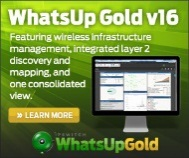 WhatsUp Gold v16
Featuring wireless infrastructure
management, integrated layer 2
discovery and
mapping, and
one consolidated
view.
» LEARN MORE
IPSWITCH
WhatsUpGold